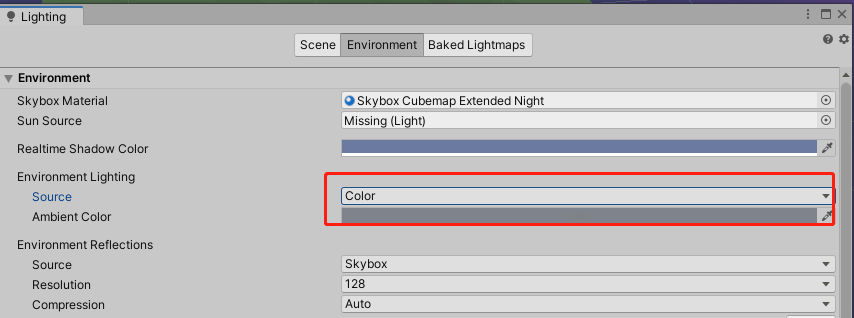 Lighting
Scene Environment Baked Lightmaps
Environment
Skybox Material Skybox Cubemap Extended Night
Sun Source Missing (Light)
Realtime Shadow Color
Environment Lighting
Source Color
Ambient Color
Environment Reflections
Source Skybox
Resolution 128
Compression Auto